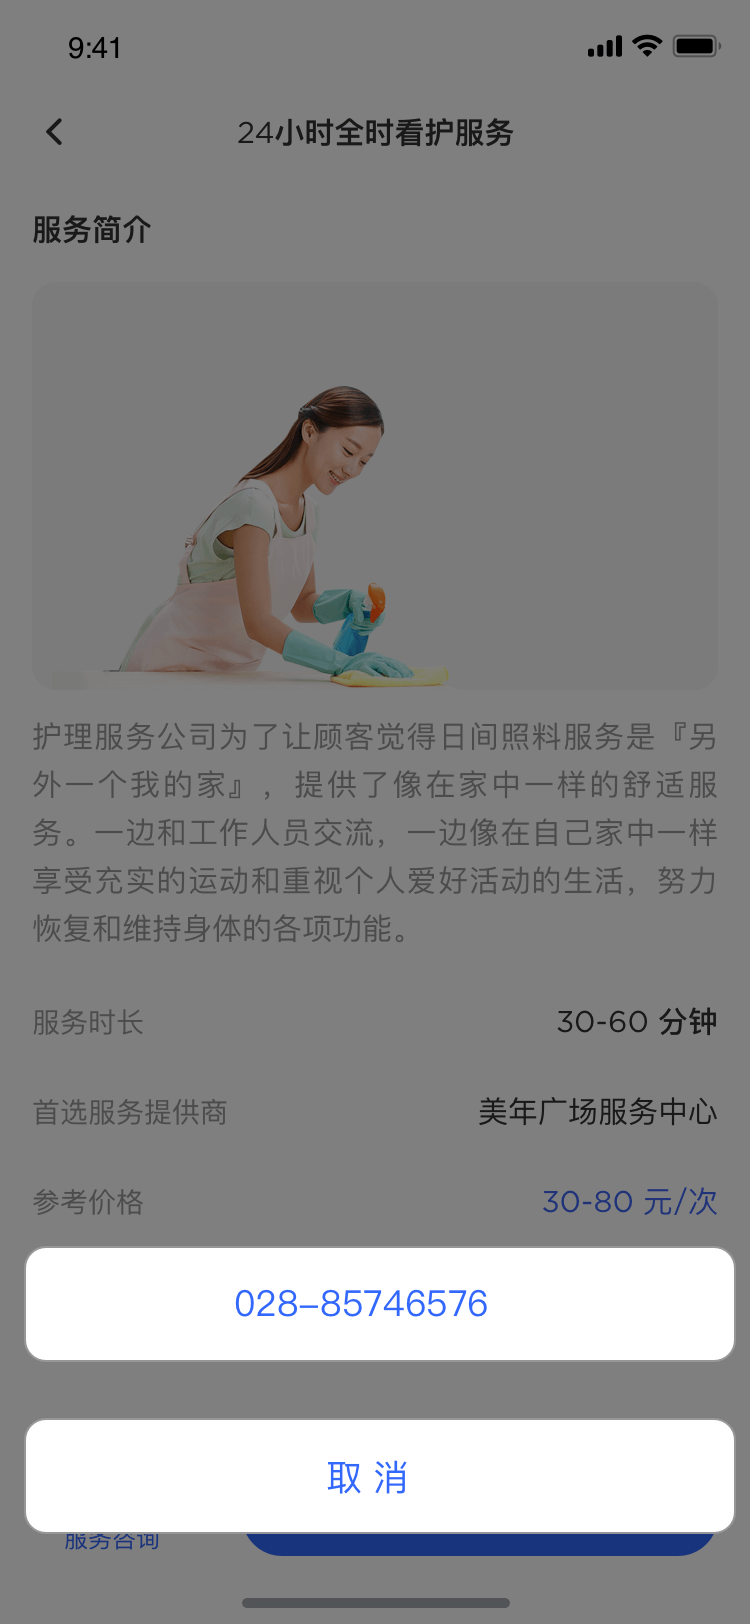 9:41
24小时全时看护服务
服务简介
护理服务公司为了让顾客觉得日间照料服务是『另
外一个我的家』，提供了像在家中一样的舒适服
务。一边和工作人员交流，一边像在自己家中一样
享受充实的运动和重视个人爱好活动的生活，努力
恢复和维持身体的各项功能。
服务时长 30-60 分钟
首选服务提供商 美年广场服务中心
参考价格 30-80 元/次
028–85746576
取 消
服务咨询